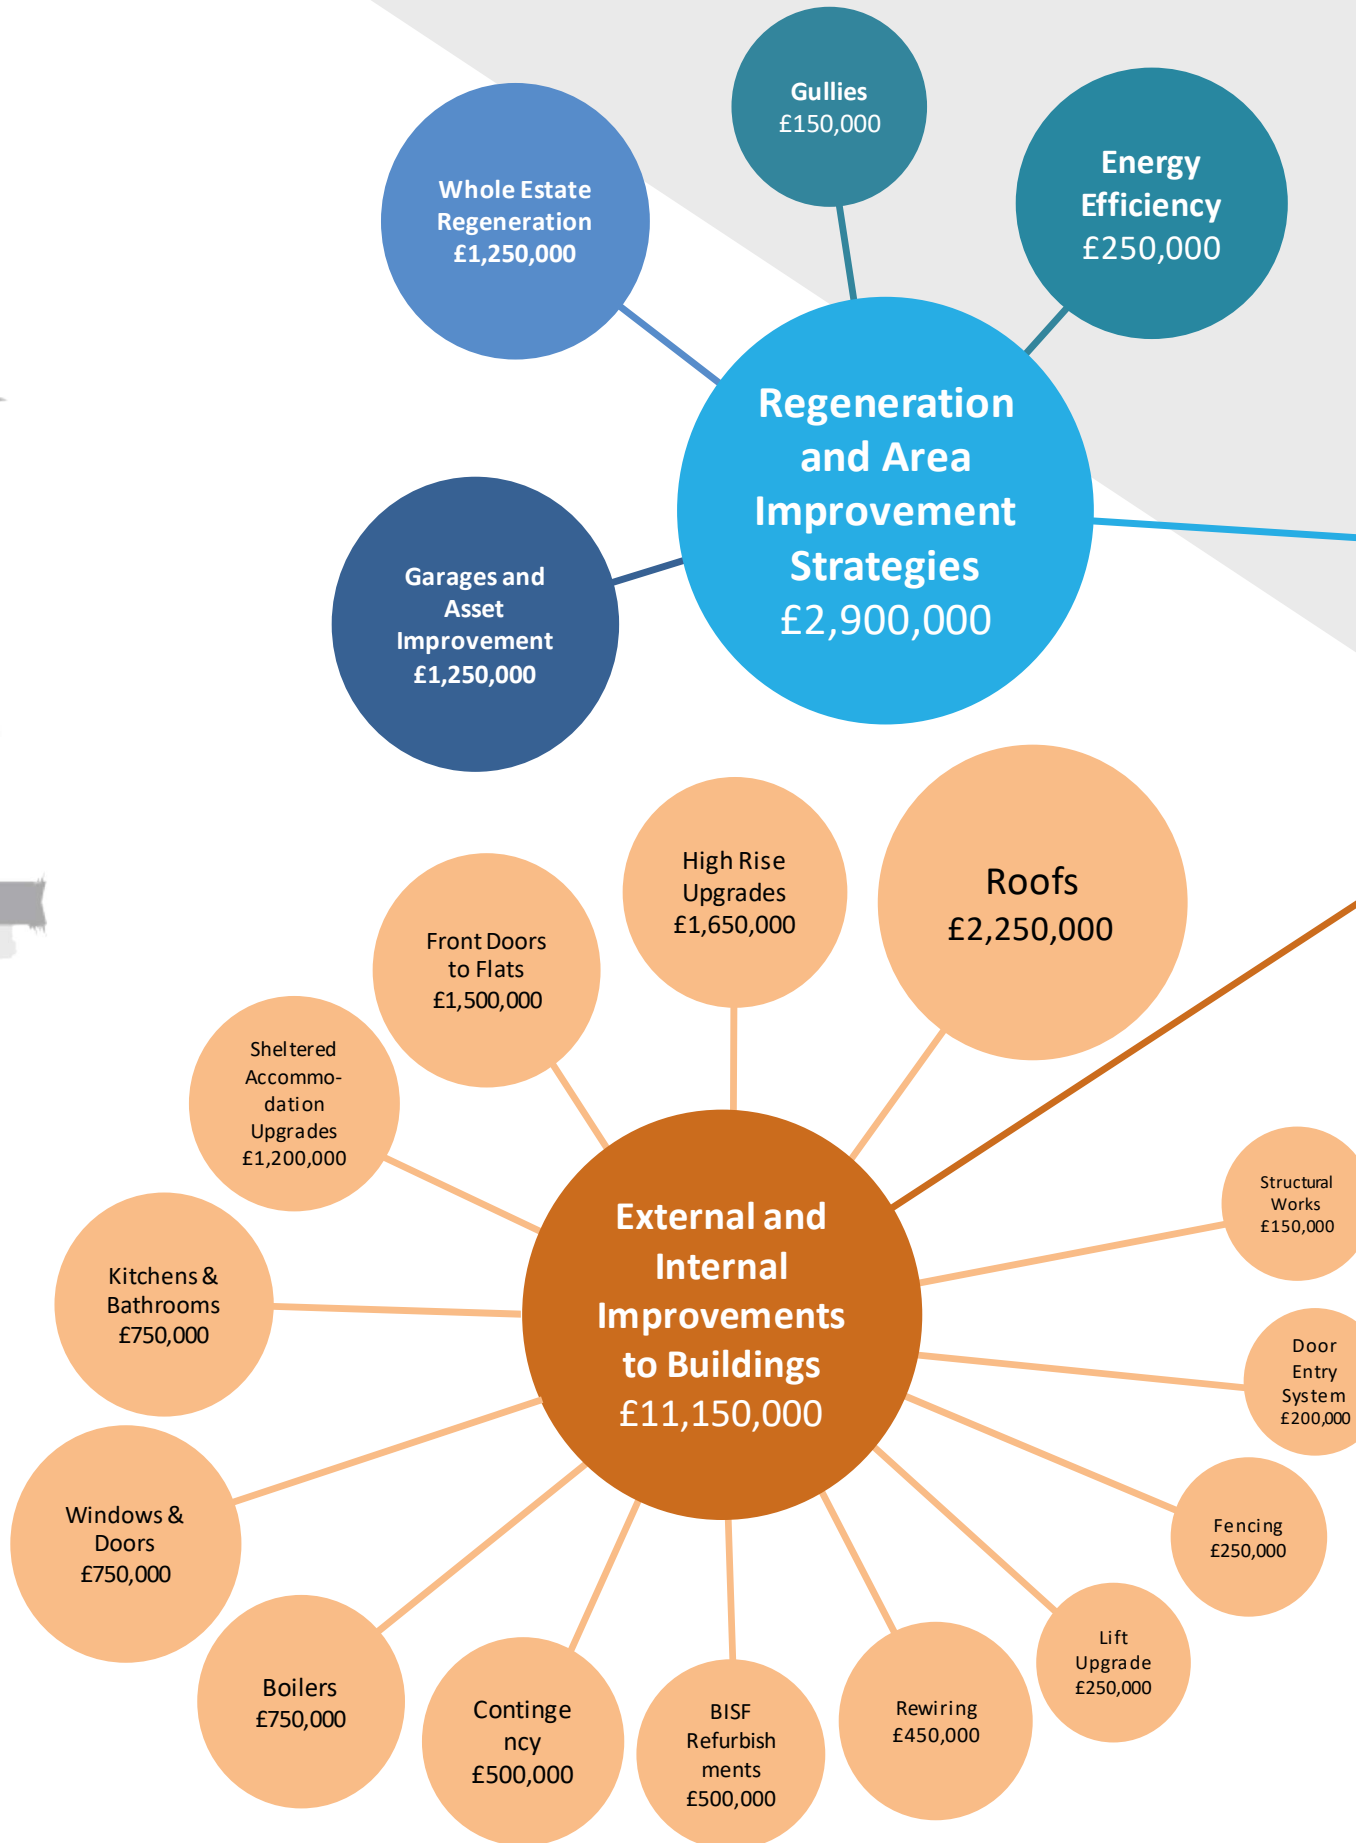 Gullies
£150,000
Energy
Efficiency
£250,000
Whole Estate
Regeneration
£1,250,000
Regeneration
and Area
Improvement
Strategies
£2,900,000
Garages and
Asset
Improvement
£1,250,000
High Rise
Upgrades
£1,650,000
Roofs
£2,250,000
Front Doors
to Flats
£1,500,000
Sheltered
Accommo-
dation
Upgrades
£1,200,000
Structural
Works
£150,000
External and
Internal
Improvements
to Buildings
£11,150,000
Kitchens &
Bathrooms
£750,000
Door
Entry
System
£200,000
Windows &
Doors
£750,000
Fencing
£250,000
Lift
Upgrade
£250,000
Boilers
£750,000
Continge
ncy
£500,000
BISF
Refurbish
ments
£500,000
Rewiring
£450,000